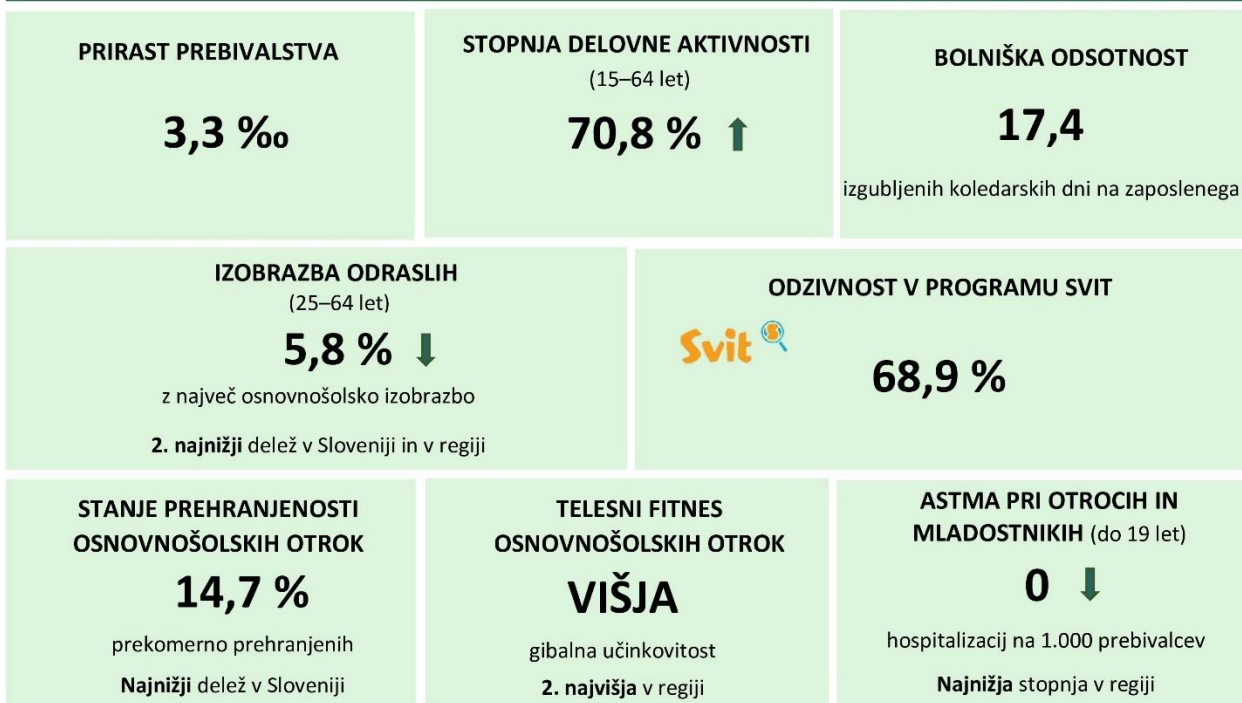 PRIRAST PREBIVALSTVA
3,3 ‰
STOPNJA DELOVNE AKTIVNOSTI
(15–64 let)
70,8 %
BOLNIŠKA ODSOTNOST
17,4
izgubljenih koledarskih dni na zaposlenega
IZOBRAZBA ODRASLIH
(25–64 let)
5,8 %
z največ osnovnošolsko izobrazbo
2. najnižji delež v Sloveniji in v regiji
ODZIVNOST V PROGRAMU SVIT
Svit
68,9 %
STANJE PREHRANJENOSTI
OSNOVNOŠOLSKIH OTROK
14,7 %
prekomerno prehranjenih
Najnižji delež v Sloveniji
TELESNI FITNES
OSNOVNOŠOLSKIH OTROK
VIŠJA
gibalna učinkovitost
2. najvišja v regiji
ASTMA PRI OTROCIH IN
MLADOSTNIKIH (do 19 let)
0
hospitalizacij na 1.000 prebivalcev
Najnižja stopnja v regiji